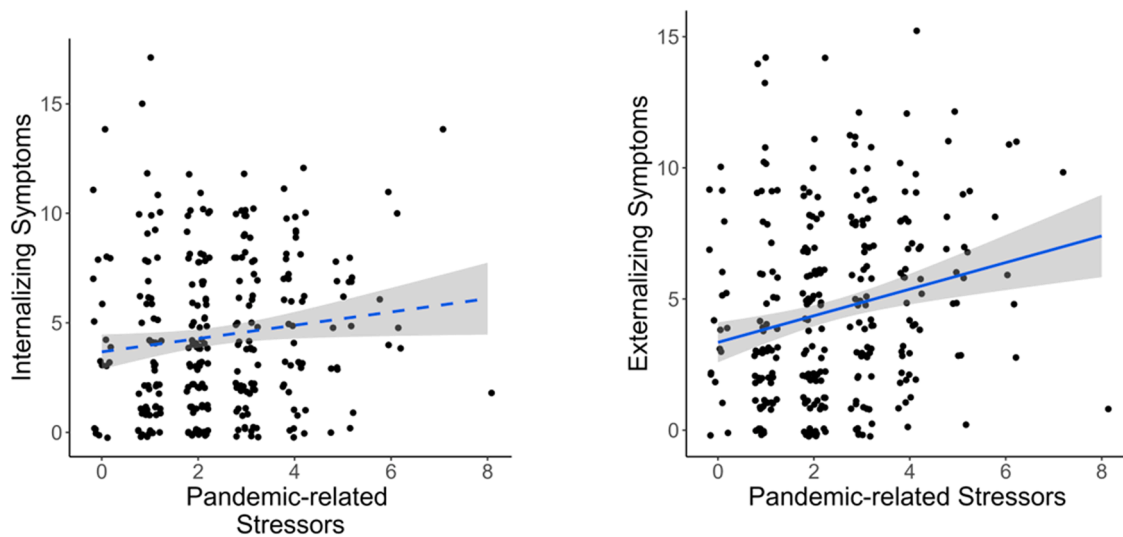 Internalizing Symptoms
15
10
5
0
0 2 4 6 8
Pandemic-related
Stressors
Externalizing Symptoms
15
10
5
0
0 2 4 6 8
Pandemic-related Stressors